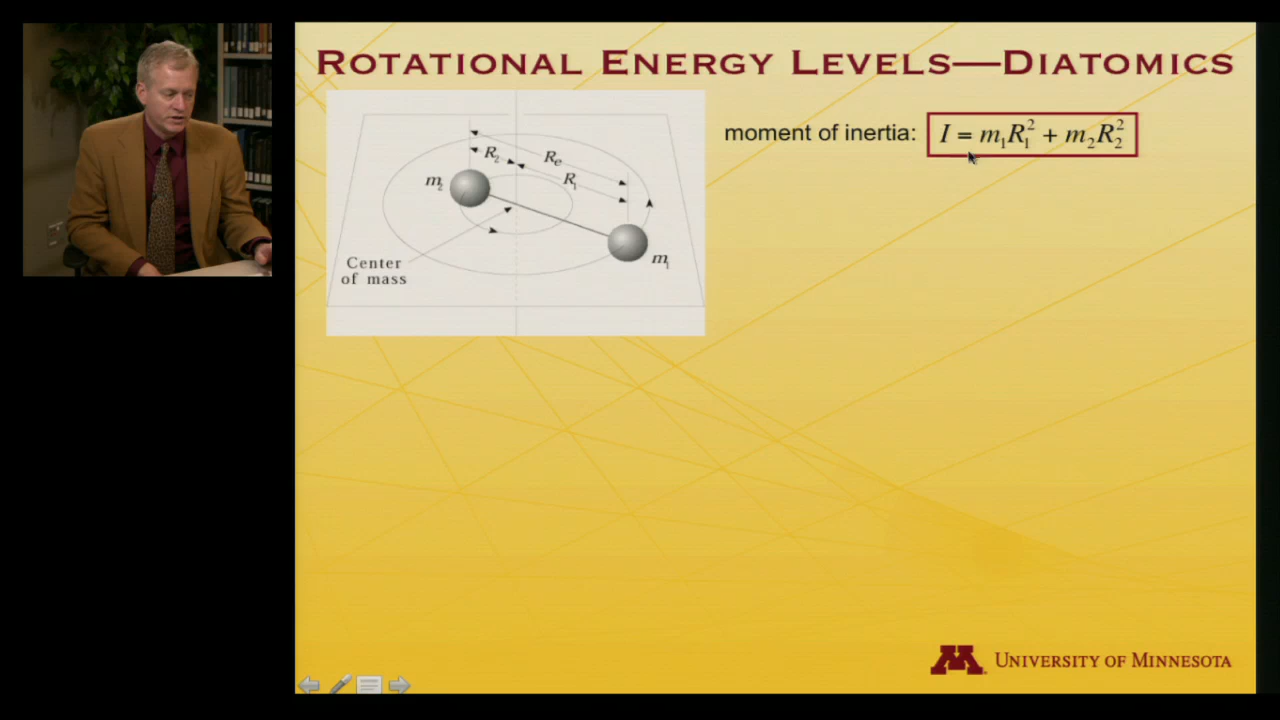 ROTATIONAL ENERGY LEVELS—DIATOMICS
moment of inertia: I = m₁R₁² + m₂R₂²
R₂
Rₑ
R₁
m₂
m₁
Center
of mass
M
UNIVERSITY OF MINNESOTA